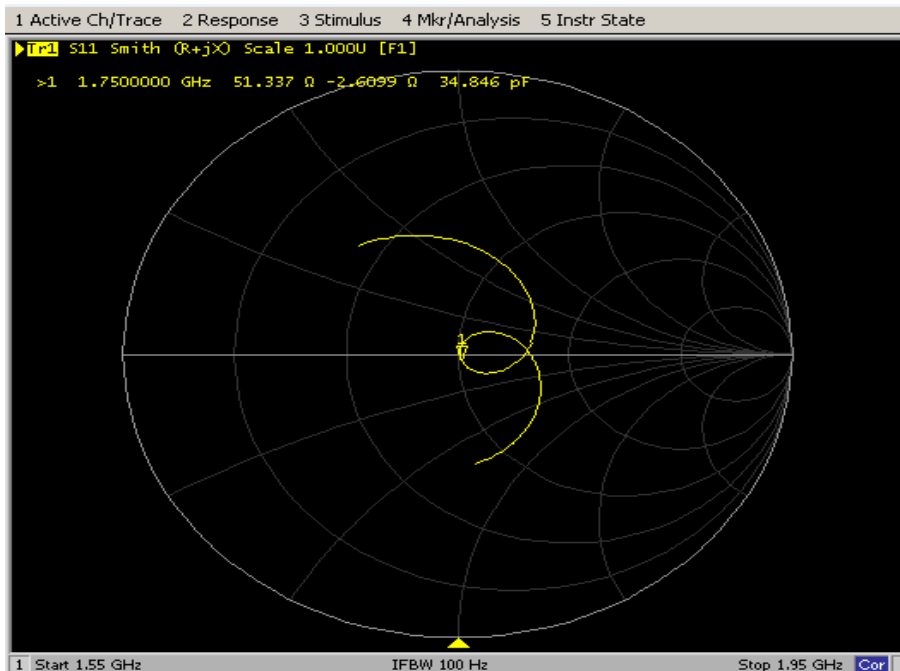 1 Active Ch/Trace 2 Response 3 Stimulus 4 Mkr/Analysis 5 Instr State
Tr1 S11 Smith (R+jX) Scale 1.000U [F1]
>1 1.7500000 GHz 51.337 Ω -2.6099 Ω 34.846 pF
1
1 Start 1.55 GHz IFBW 100 Hz Stop 1.95 GHz Cor